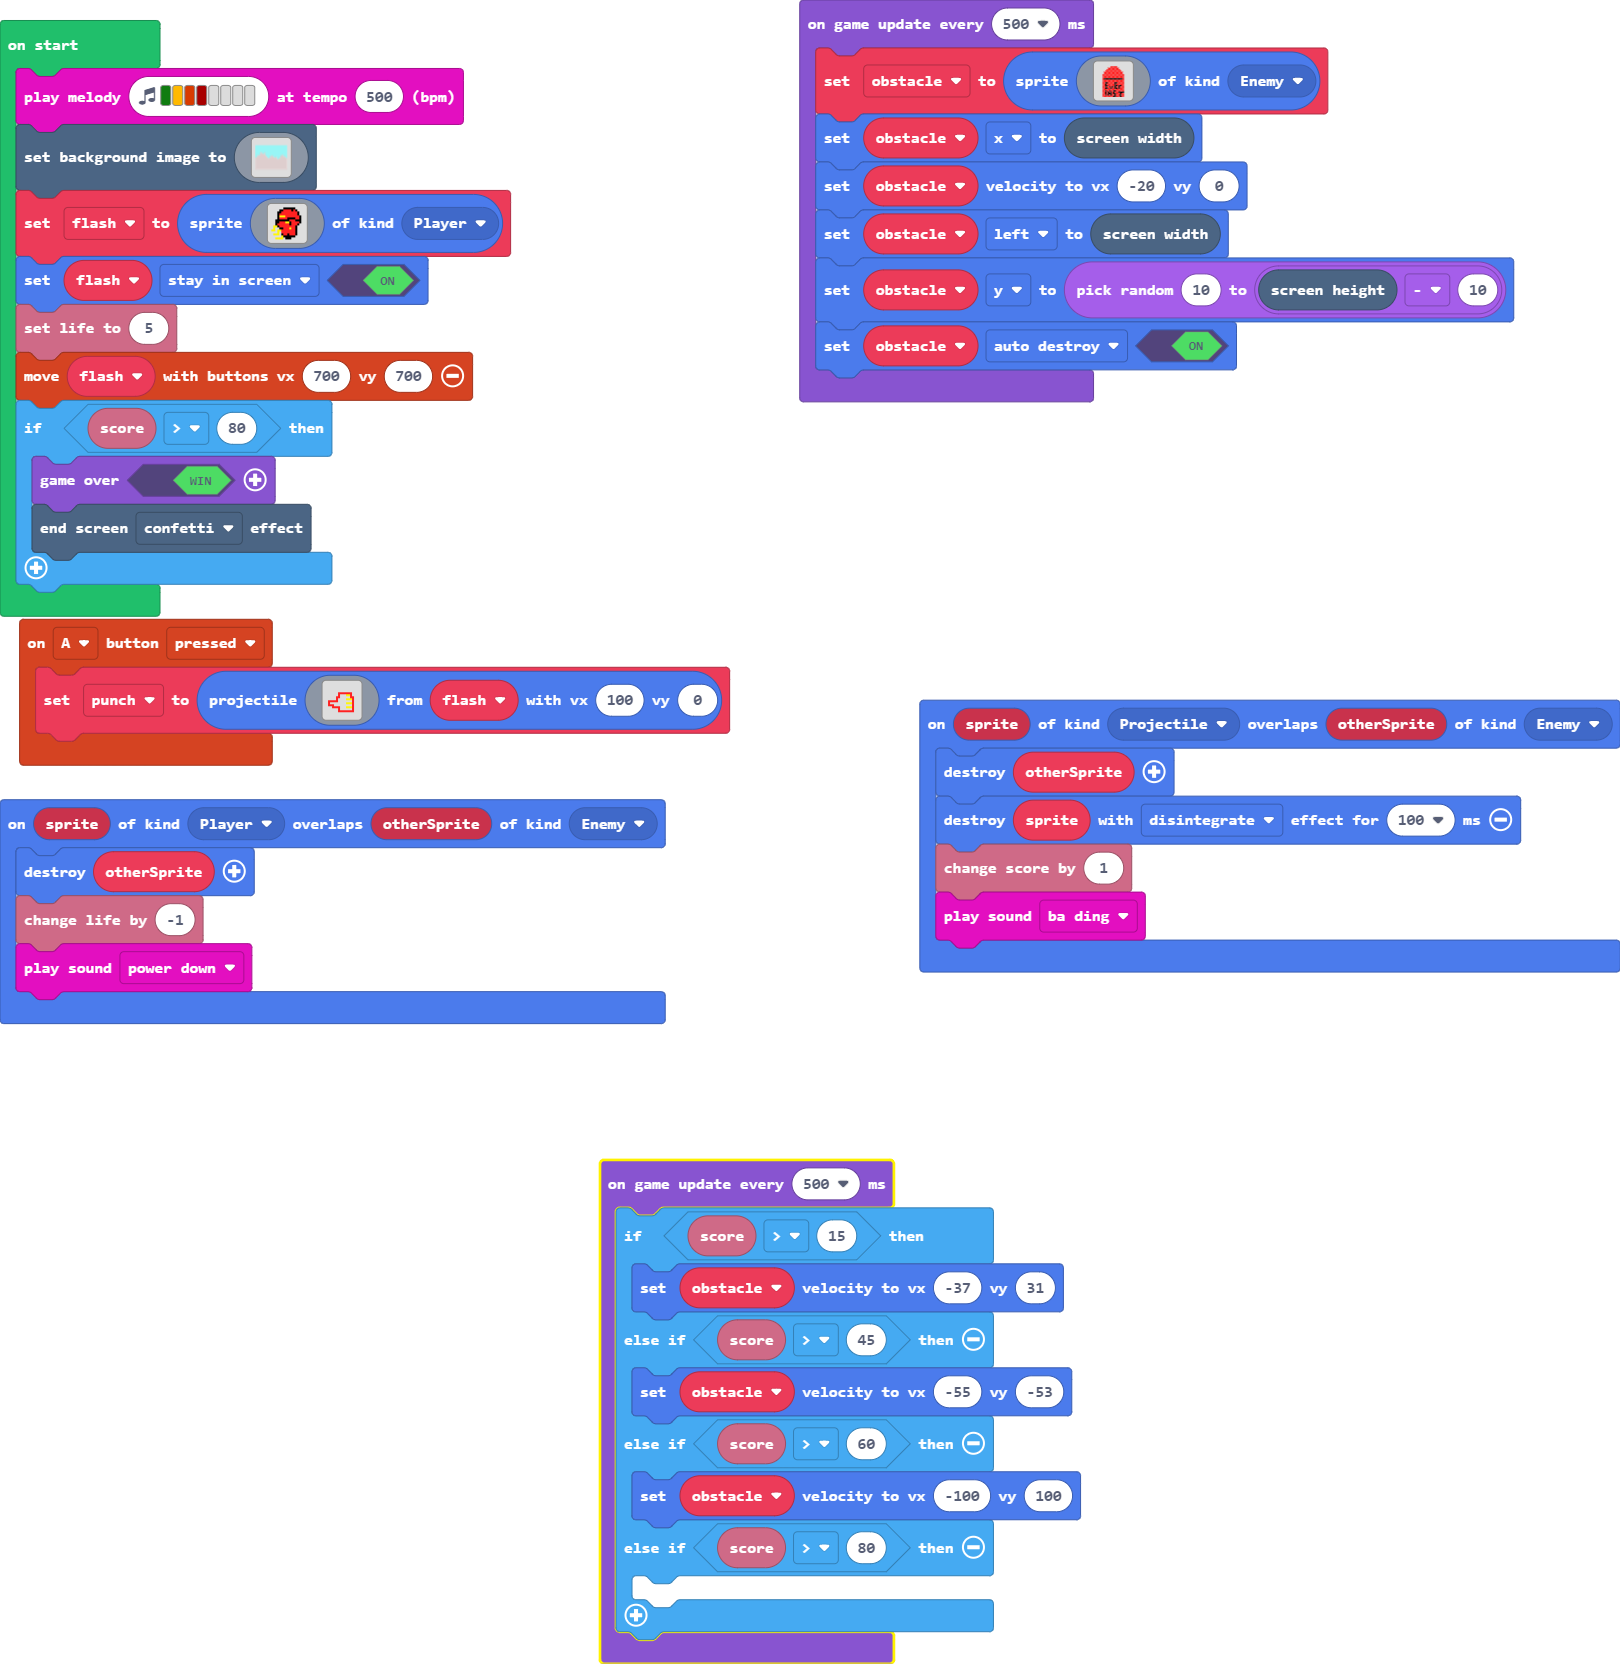 on start
play melody at tempo 500 (bpm)
set background image to
set flash to sprite of kind Player
set flash stay in screen ON
set life to 5
move flash with buttons vx 700 vy 700
if score > 80 then
game over WIN
end screen confetti effect
on A button pressed
set punch to projectile from flash with vx 100 vy 0
on sprite of kind Player overlaps otherSprite of kind Enemy
destroy otherSprite
change life by -1
play sound power down
on game update every 500 ms
set obstacle to sprite of kind Enemy
set obstacle x to screen width
set obstacle velocity to vx -20 vy 0
set obstacle left to screen width
set obstacle y to pick random 10 to screen height - 10
set obstacle auto destroy ON
on sprite of kind Projectile overlaps otherSprite of kind Enemy
destroy otherSprite
destroy sprite with disintegrate effect for 100 ms
change score by 1
play sound ba ding
on game update every 500 ms
if score > 15 then
set obstacle velocity to vx -37 vy 31
else if score > 45 then
set obstacle velocity to vx -55 vy -53
else if score > 60 then
set obstacle velocity to vx -100 vy 100
else if score > 80 then